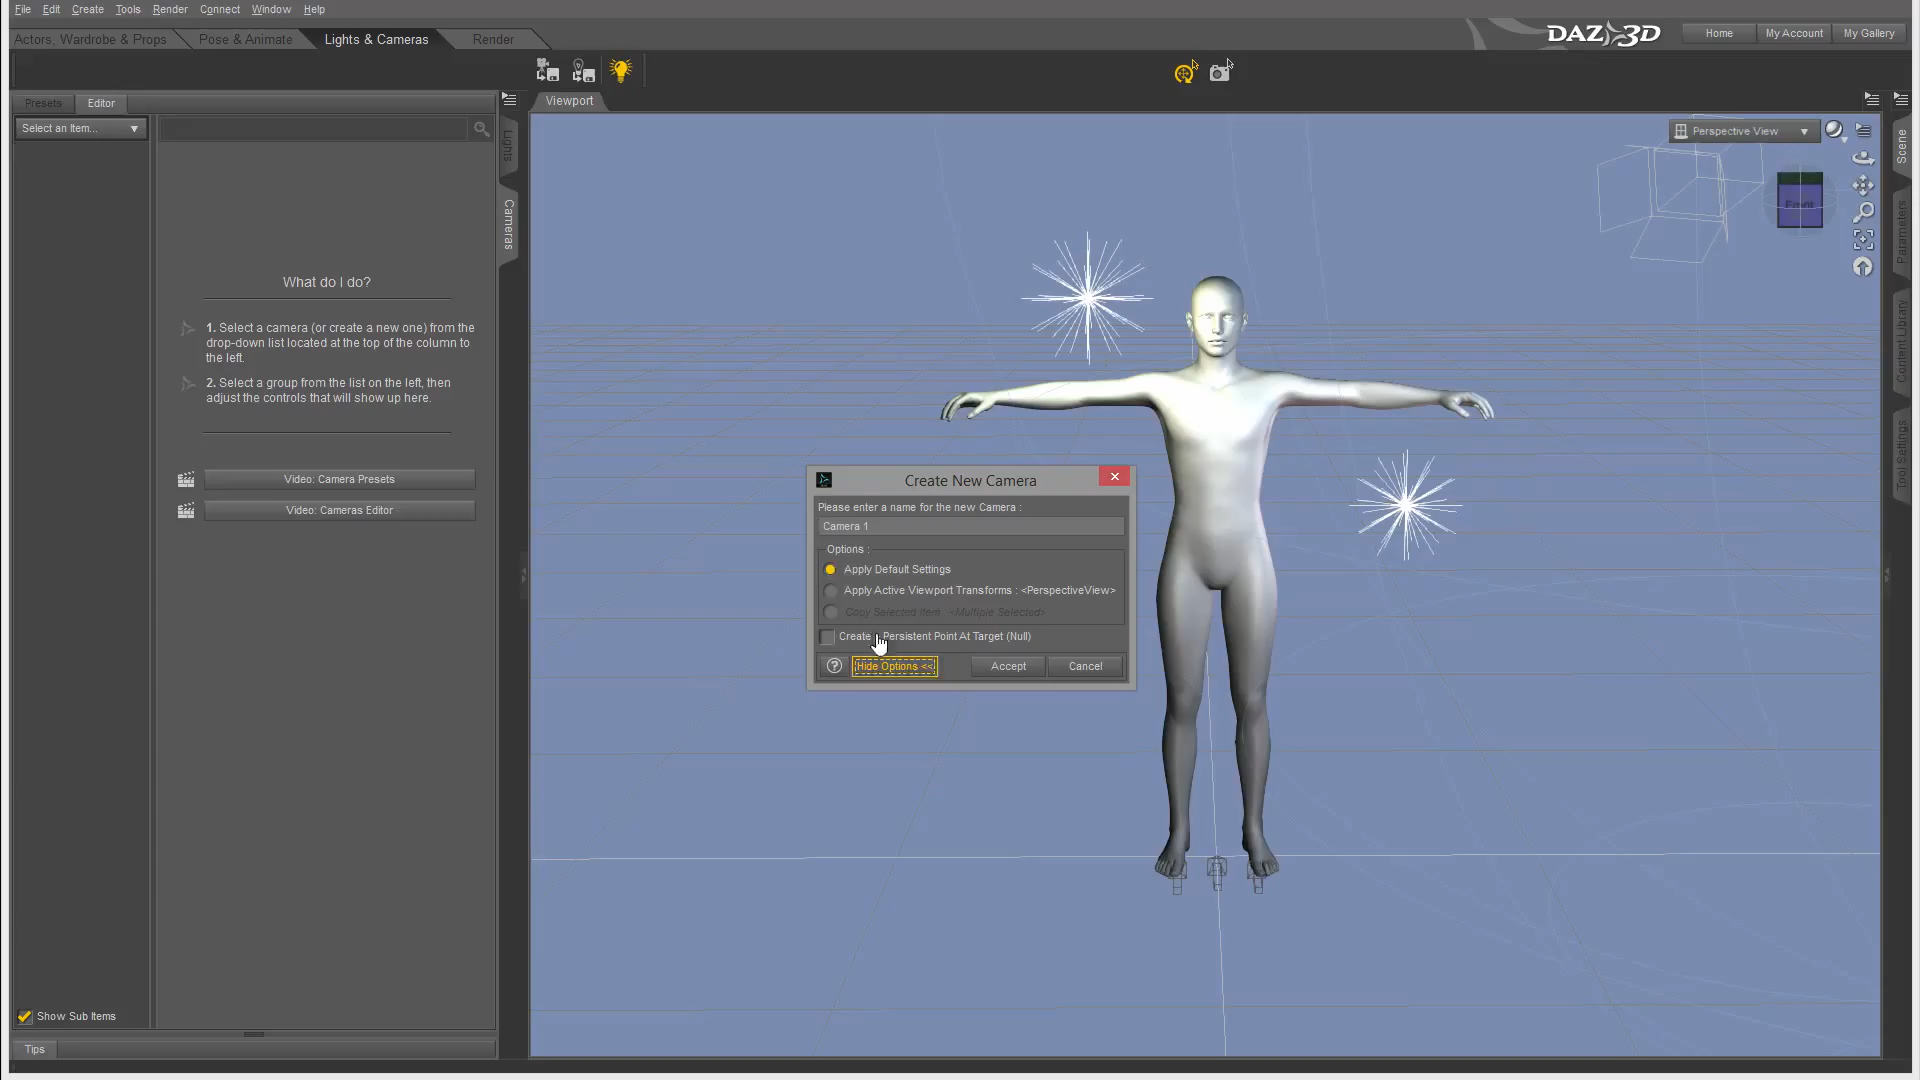 File Edit Create Tools Render Connect Window Help
Actors, Wardrobe & Props Pose & Animate Lights & Cameras Render
DAZ 3D Home My Account My Gallery
Presets Editor
Viewport
Select an Item...
Perspective View
Lights
Cameras
Front
Scene
Parameters
Content Library
Tool Settings
What do I do?
1. Select a camera (or create a new one) from the
drop-down list located at the top of the column to
the left.
2. Select a group from the list on the left, then
adjust the controls that will show up here.
Video: Camera Presets
Video: Cameras Editor
Create New Camera
Please enter a name for the new Camera :
Camera 1
Options :
Apply Default Settings
Apply Active Viewport Transforms : <PerspectiveView>
Copy Selected Item : <Multiple Selected>
Create Persistent Point At Target (Null)
? Hide Options << Accept Cancel
Show Sub Items
Tips